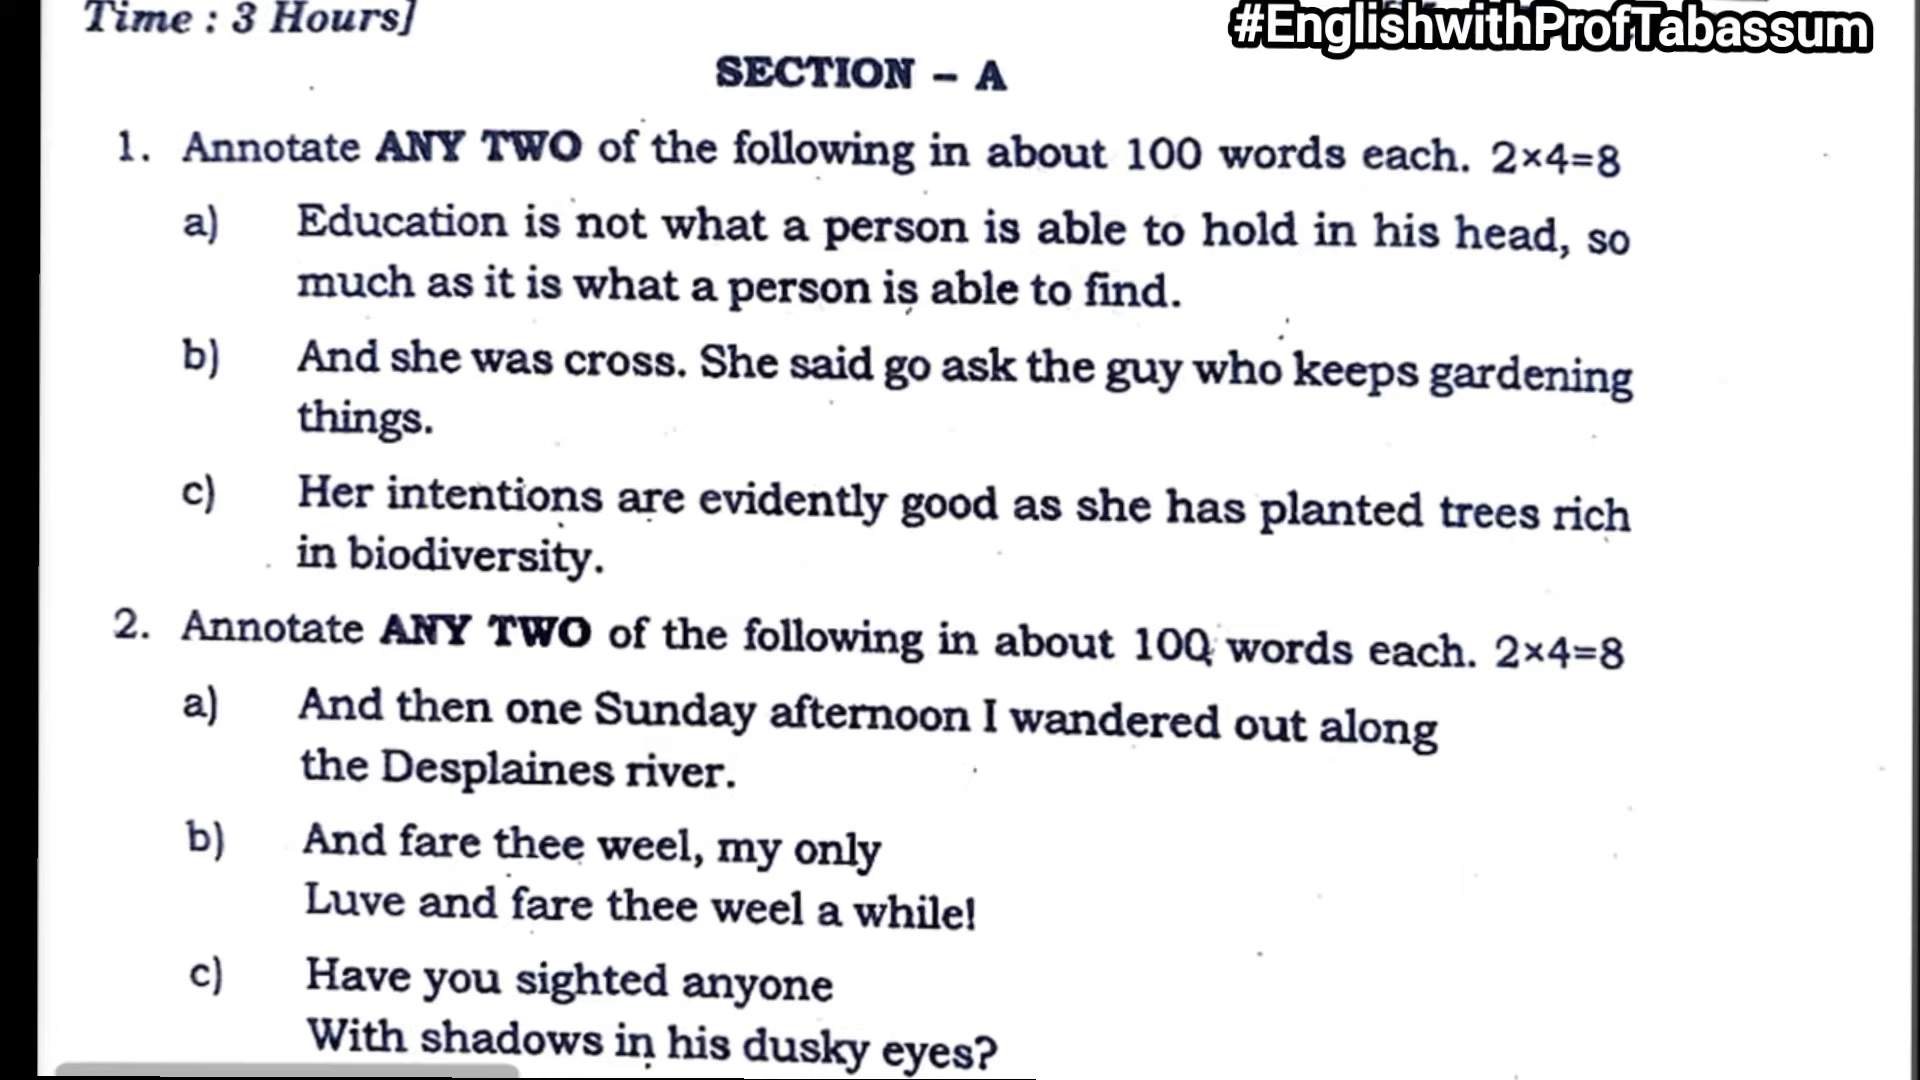 Time : 3 Hours]
#EnglishwithProfTabassum
SECTION – A
1. Annotate ANY TWO of the following in about 100 words each. 2×4=8
a) Education is not what a person is able to hold in his head, so
much as it is what a person is able to find.
b) And she was cross. She said go ask the guy who keeps gardening
things.
c) Her intentions are evidently good as she has planted trees rich
in biodiversity.
2. Annotate ANY TWO of the following in about 100 words each. 2×4=8
a) And then one Sunday afternoon I wandered out along
the Desplaines river.
b) And fare thee weel, my only
Luve and fare thee weel a while!
c) Have you sighted anyone
With shadows in his dusky eyes?